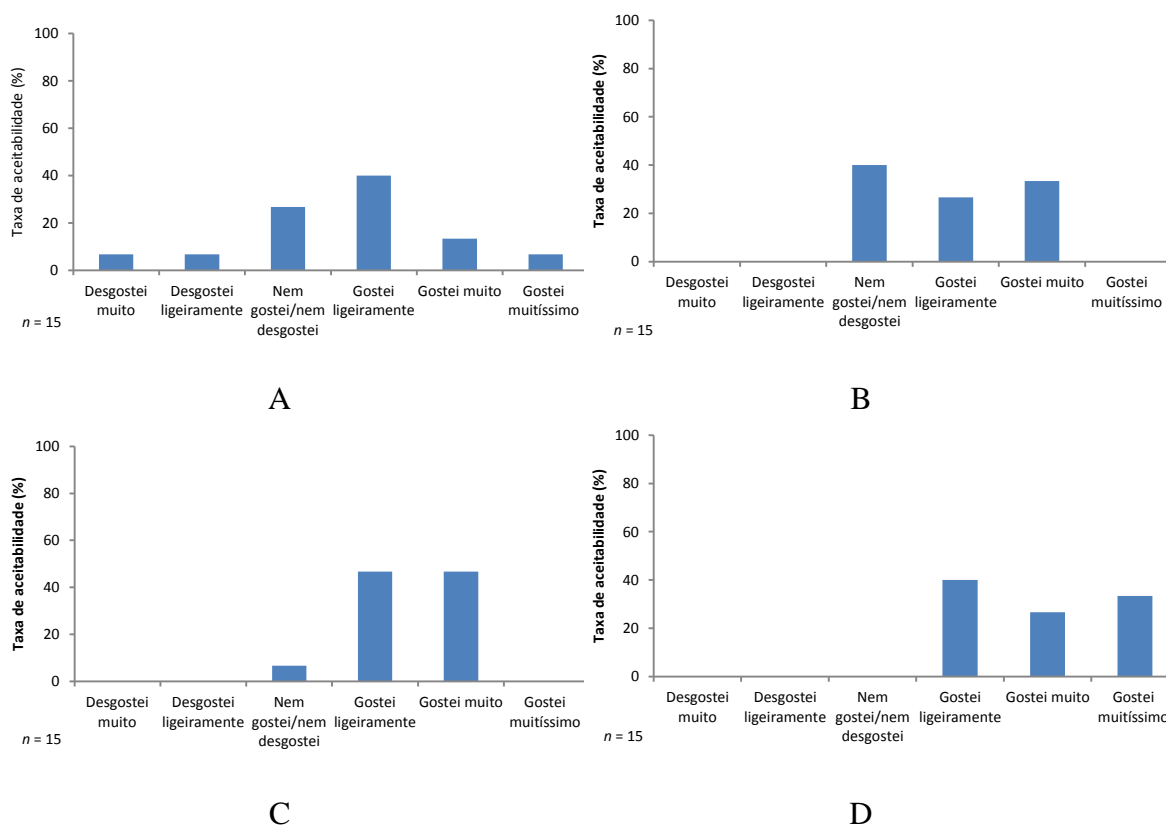 Taxa de aceitabilidade (%)
100
80
60
40
20
0
Desgostei
muito
Desgostei
ligeiramente
Nem
gostei/nem
desgostei
Gostei
ligeiramente
Gostei muito
Gostei
muitíssimo
n = 15
A
Taxa de aceitabilidade (%)
100
80
60
40
20
0
Desgostei
muito
Desgostei
ligeiramente
Nem
gostei/nem
desgostei
Gostei
ligeiramente
Gostei muito
Gostei
muitíssimo
n = 15
B
Taxa de aceitabilidade (%)
100
80
60
40
20
0
Desgostei
muito
Desgostei
ligeiramente
Nem
gostei/nem
desgostei
Gostei
ligeiramente
Gostei muito
Gostei
muitíssimo
n = 15
C
Taxa de aceitabilidade (%)
100
80
60
40
20
0
Desgostei
muito
Desgostei
ligeiramente
Nem
gostei/nem
desgostei
Gostei
ligeiramente
Gostei muito
Gostei
muitíssimo
n = 15
D